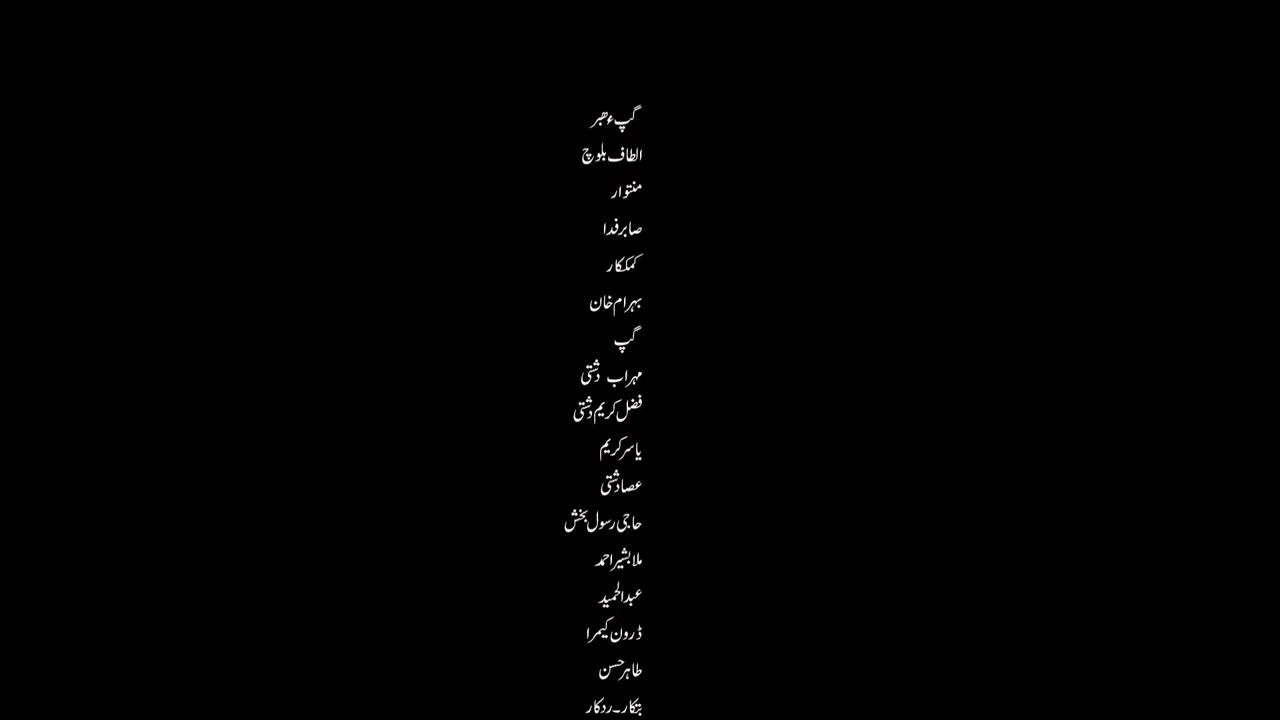 گپ ءُ ھبر
الطاف بلوچ
منتوار
صابر فدا
کمککار
بہرام خان
گپ
مہراب دشتی
فضل کریم دشتی
یاسر کریم
عصا دشتی
حاجی رسول بخش
ملا بشیر احمد
عبدالحمید
ڈرون کیمرا
طاہر حسن
بتکار۔ردکار